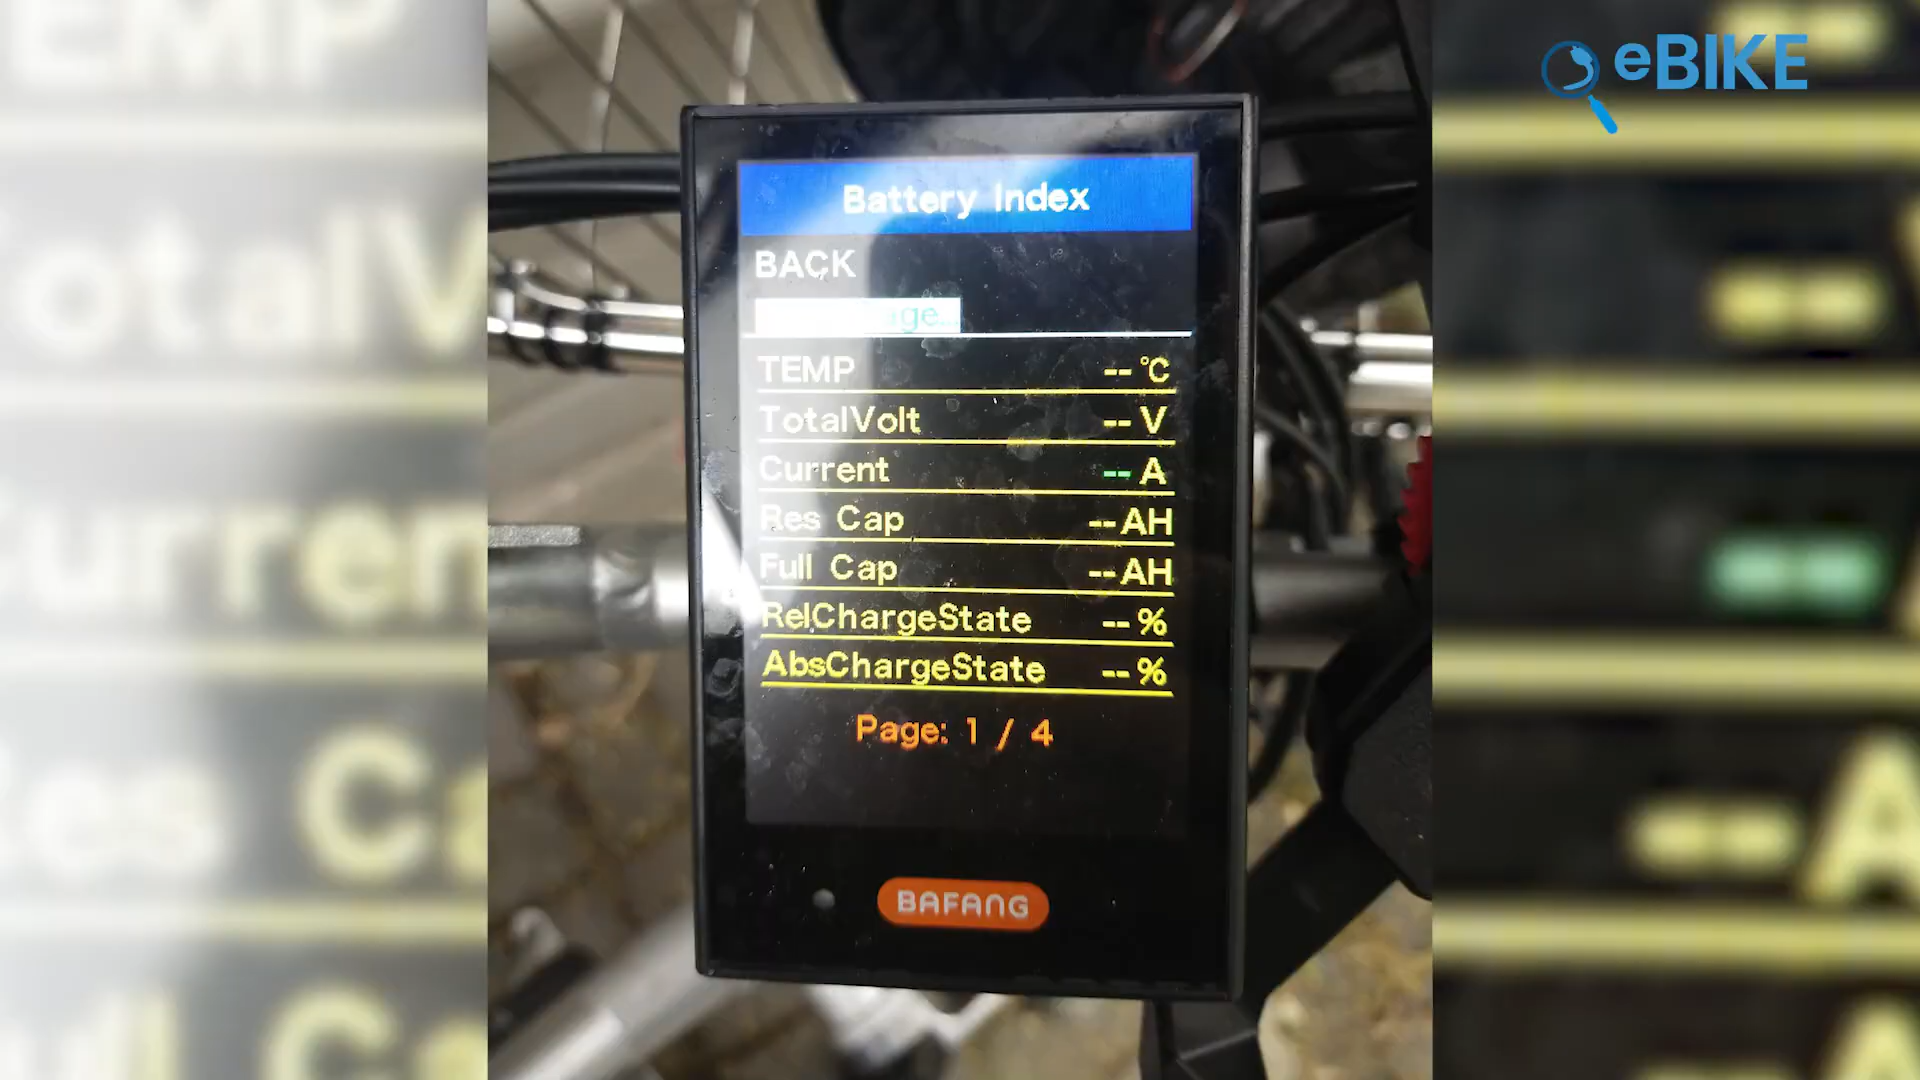 eBIKE
Battery Index
BACK
age...
TEMP -- °C
TotalVolt -- V
Current -- A
Res Cap -- AH
Full Cap -- AH
RelChargeState -- %
AbsChargeState -- %
Page: 1 / 4
BAFANG